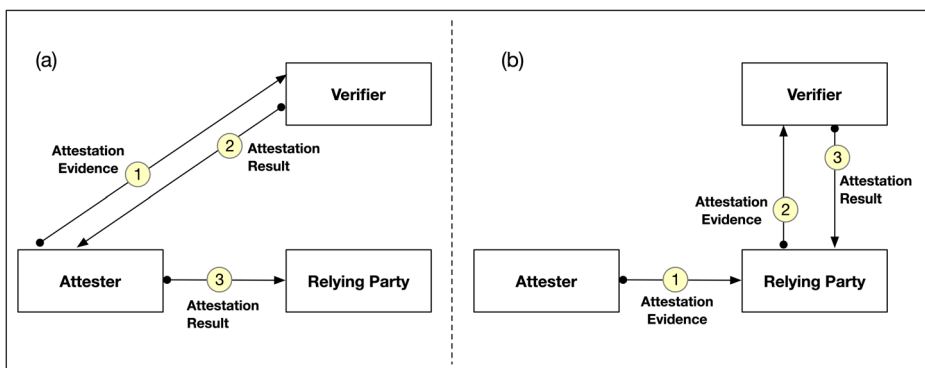 (a)
Verifier
Attestation
Evidence
1
2
Attestation
Result
Attester
3
Relying Party
Attestation
Result
(b)
Verifier
3
Attestation
Result
Attestation
Evidence
2
Attester
1
Relying Party
Attestation
Evidence